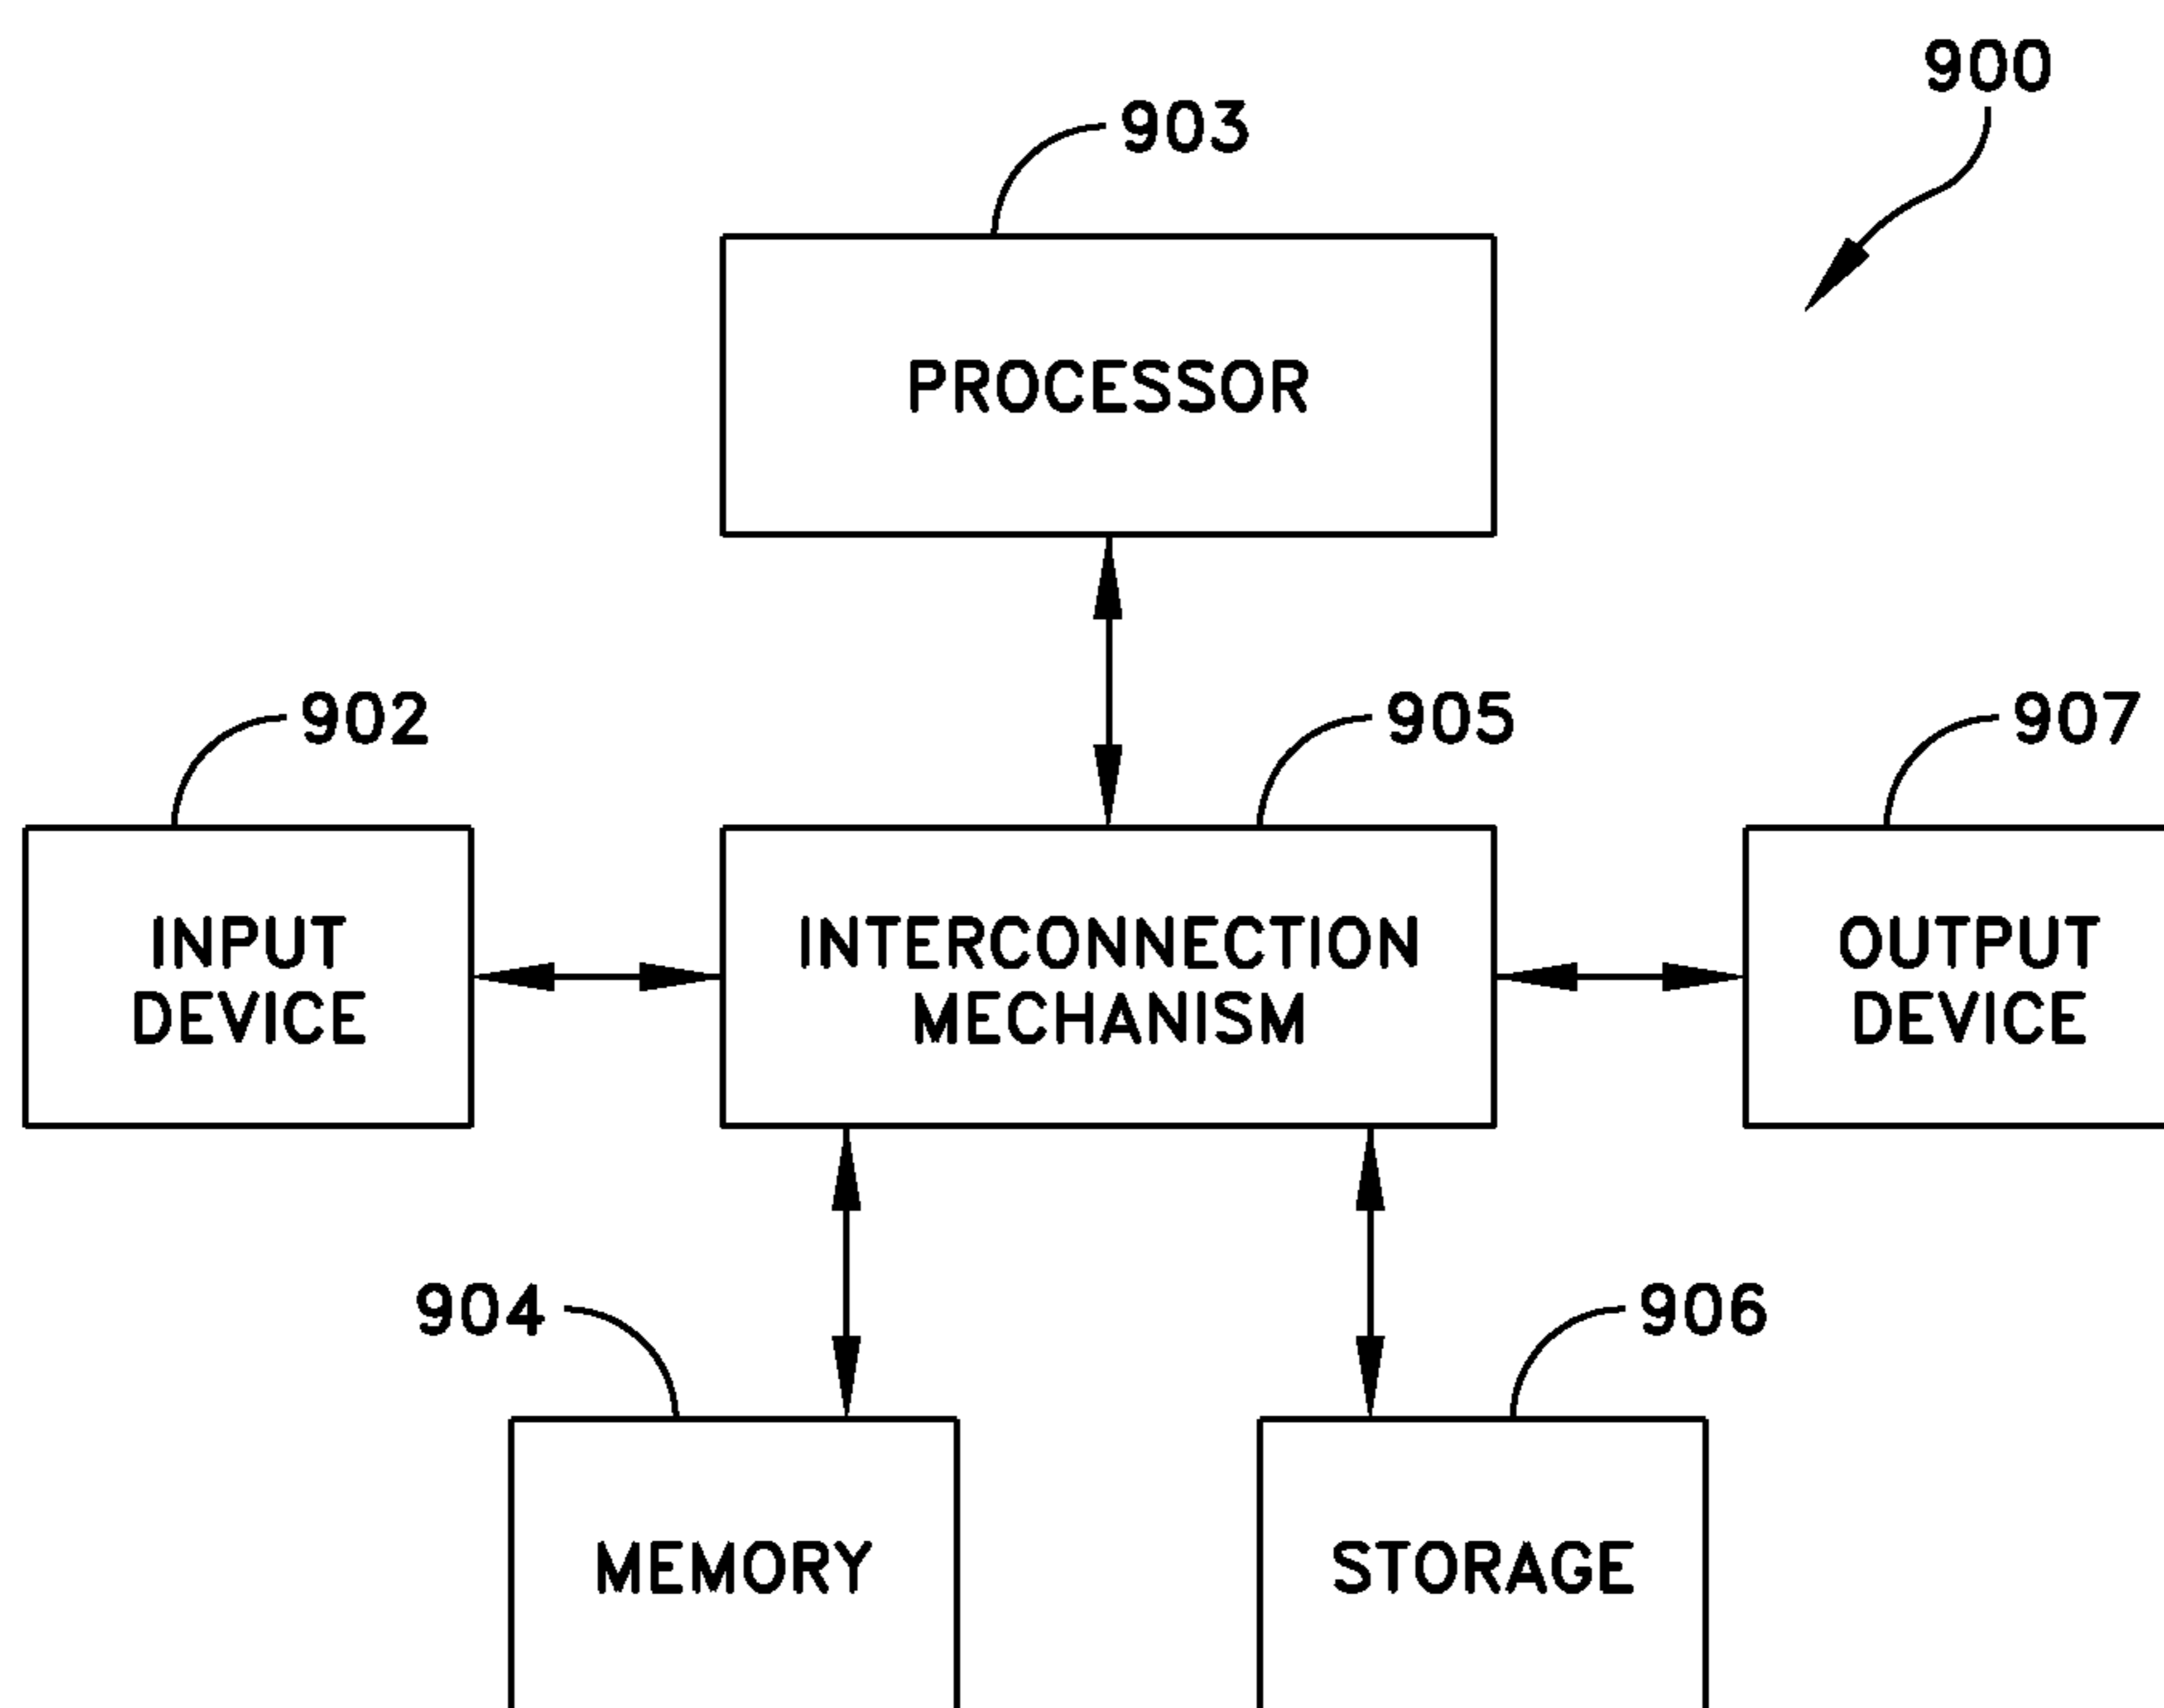 900
903
PROCESSOR
902
905
907
INPUT
DEVICE
INTERCONNECTION
MECHANISM
OUTPUT
DEVICE
904
906
MEMORY
STORAGE